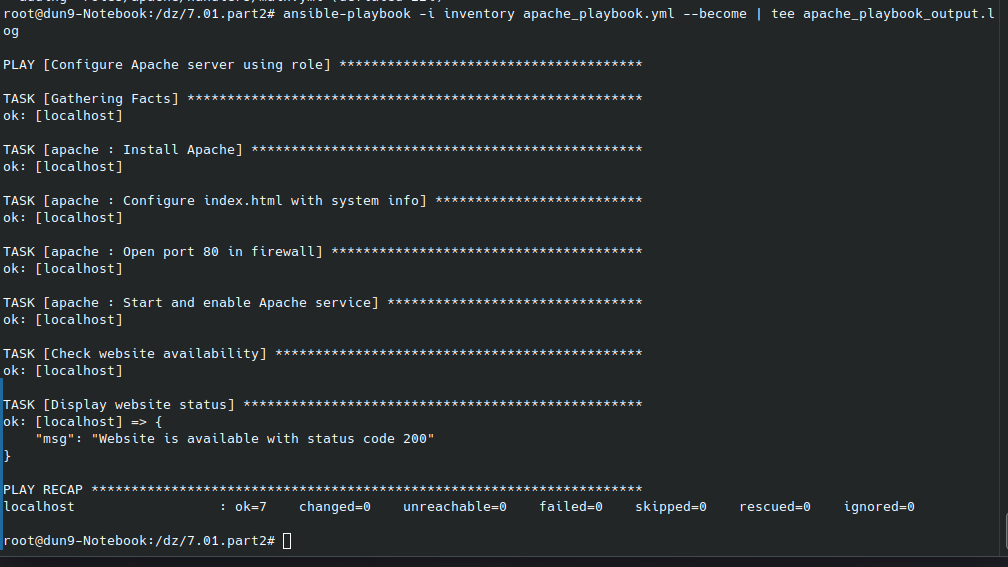 root@dun9-Notebook:/dz/7.01.part2# ansible-playbook -i inventory apache_playbook.yml --become | tee apache_playbook_output.l
og
PLAY [Configure Apache server using role] **************************************
TASK [Gathering Facts] *********************************************************
ok: [localhost]
TASK [apache : Install Apache] *************************************************
ok: [localhost]
TASK [apache : Configure index.html with system info] **************************
ok: [localhost]
TASK [apache : Open port 80 in firewall] ***************************************
ok: [localhost]
TASK [apache : Start and enable Apache service] ********************************
ok: [localhost]
TASK [Check website availability] **********************************************
ok: [localhost]
TASK [Display website status] **************************************************
ok: [localhost] => {
    "msg": "Website is available with status code 200"
}
PLAY RECAP *********************************************************************
localhost                  : ok=7    changed=0    unreachable=0    failed=0    skipped=0    rescued=0    ignored=0
root@dun9-Notebook:/dz/7.01.part2#